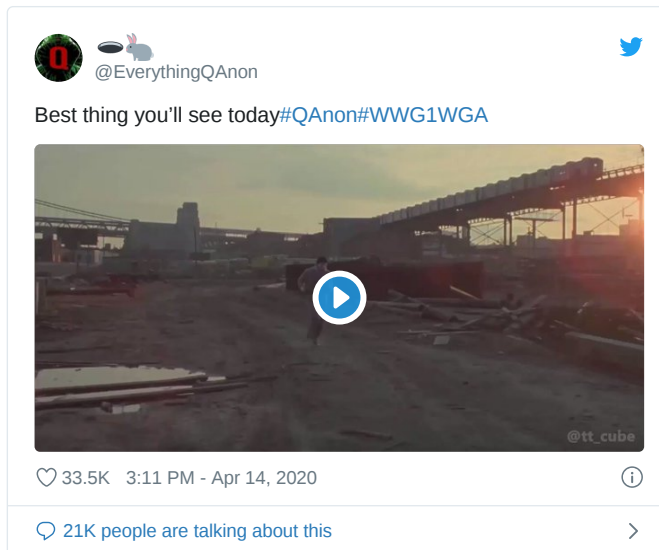 Q
@EverythingQAnon
Best thing you'll see today#QAnon#WWG1WGA
@tt_cube
33.5K 3:11 PM - Apr 14, 2020
21K people are talking about this